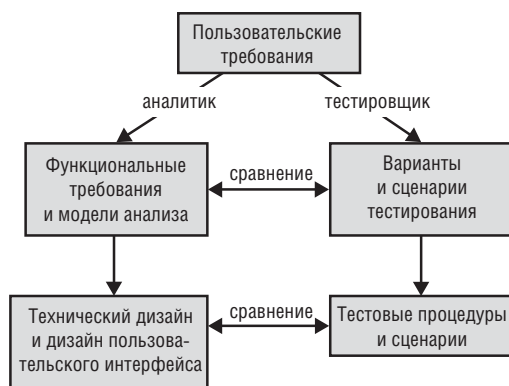 Пользовательские
требования
аналитик
тестировщик
Функциональные
требования
и модели анализа
сравнение
Варианты
и сценарии
тестирования
Технический дизайн
и дизайн пользова-
тельского интерфейса
сравнение
Тестовые процедуры
и сценарии